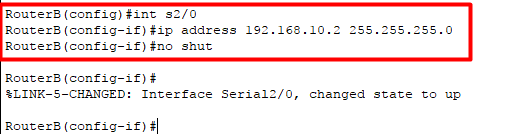 RouterB(config)#int s2/0
RouterB(config-if)#ip address 192.168.10.2 255.255.255.0
RouterB(config-if)#no shut
RouterB(config-if)#
%LINK-5-CHANGED: Interface Serial2/0, changed state to up
RouterB(config-if)#